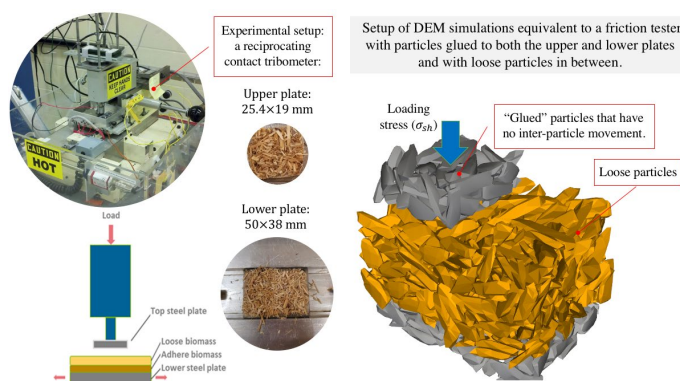 Experimental setup:
a reciprocating
contact tribometer:
CAUTION
KEEP HANDS
CLEAR
CAUTION
HOT
Upper plate:
25.4×19 mm
Lower plate:
50×38 mm
Load
Top steel plate
Loose biomass
Adhere biomass
Lower steel plate
Setup of DEM simulations equivalent to a friction tester
with particles glued to both the upper and lower plates
and with loose particles in between.
Loading
stress (σsh)
“Glued” particles that have
no inter-particle movement.
Loose particles